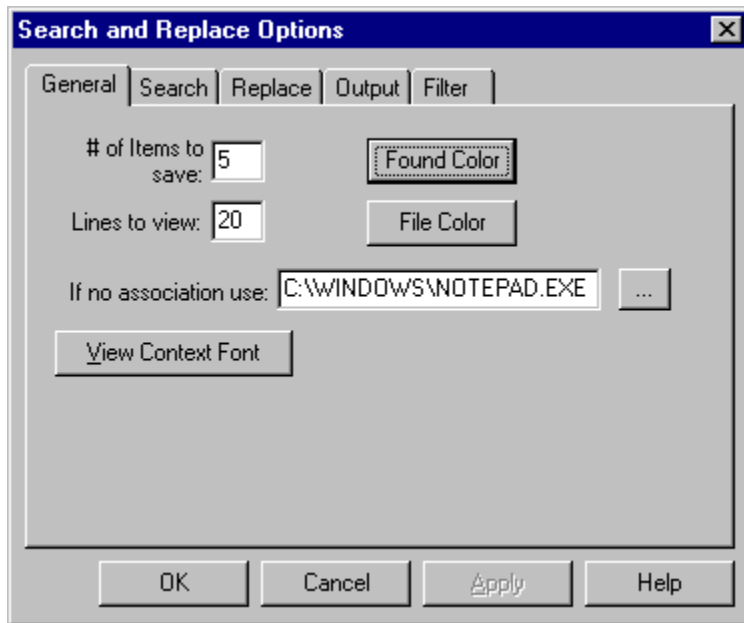 Search and Replace Options
General Search Replace Output Filter
# of Items to
save: 5
Found Color
Lines to view: 20
File Color
If no association use: C:\WINDOWS\NOTEPAD.EXE ...
View Context Font
OK Cancel Apply Help